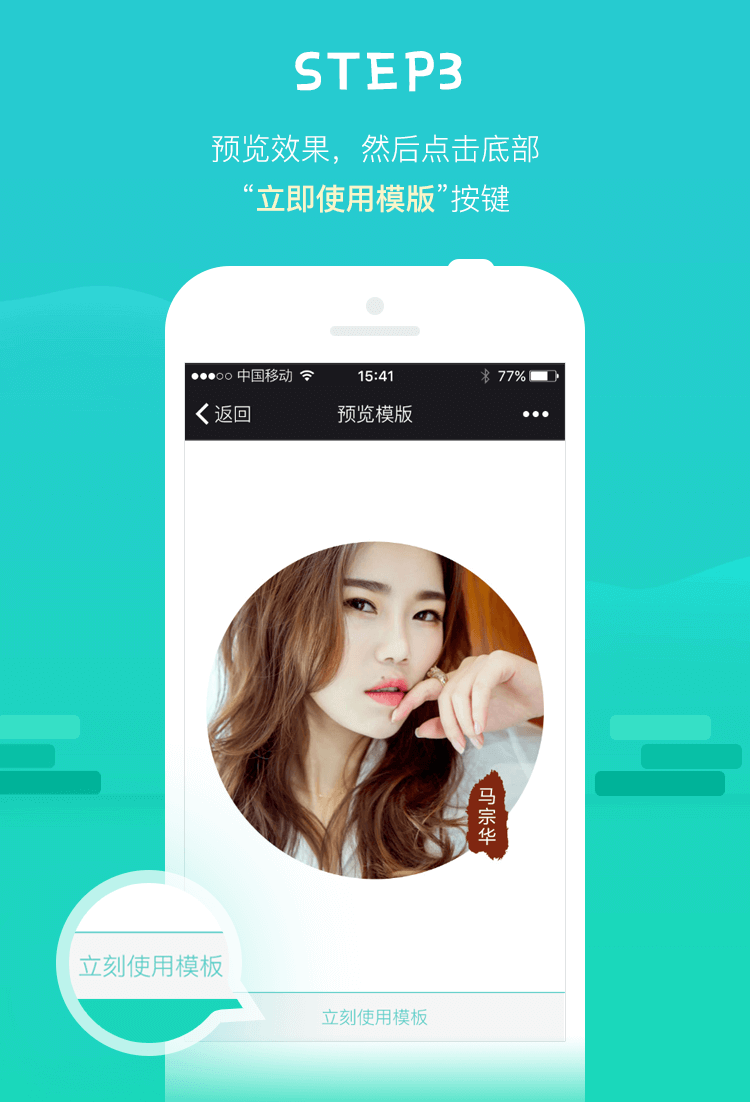 STEP3
预览效果，然后点击底部
“立即使用模版”按键
中国移动 15:41 77%
返回 预览模版 •••
马宗华
立刻使用模板
立刻使用模板